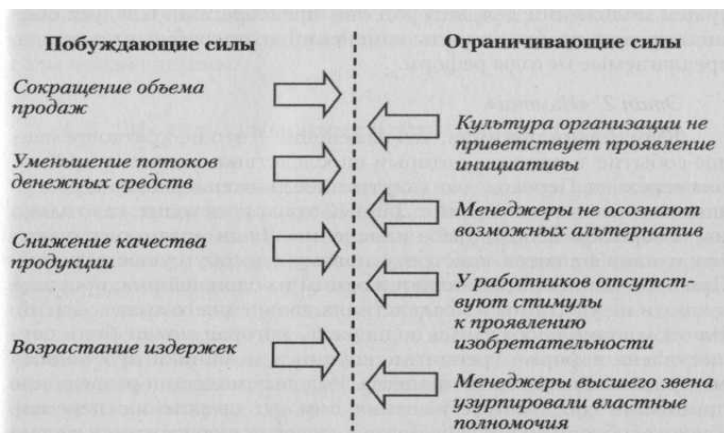 Побуждающие силы
Сокращение объема
продаж
Уменьшение потоков
денежных средств
Снижение качества
продукции
Возрастание издержек
Ограничивающие силы
Культура организации не
приветствует проявление
инициативы
Менеджеры не осознают
возможных альтернатив
У работников отсутст-
вуют стимулы
к проявлению
изобретательности
Менеджеры высшего звена
узурпировали властные
полномочия